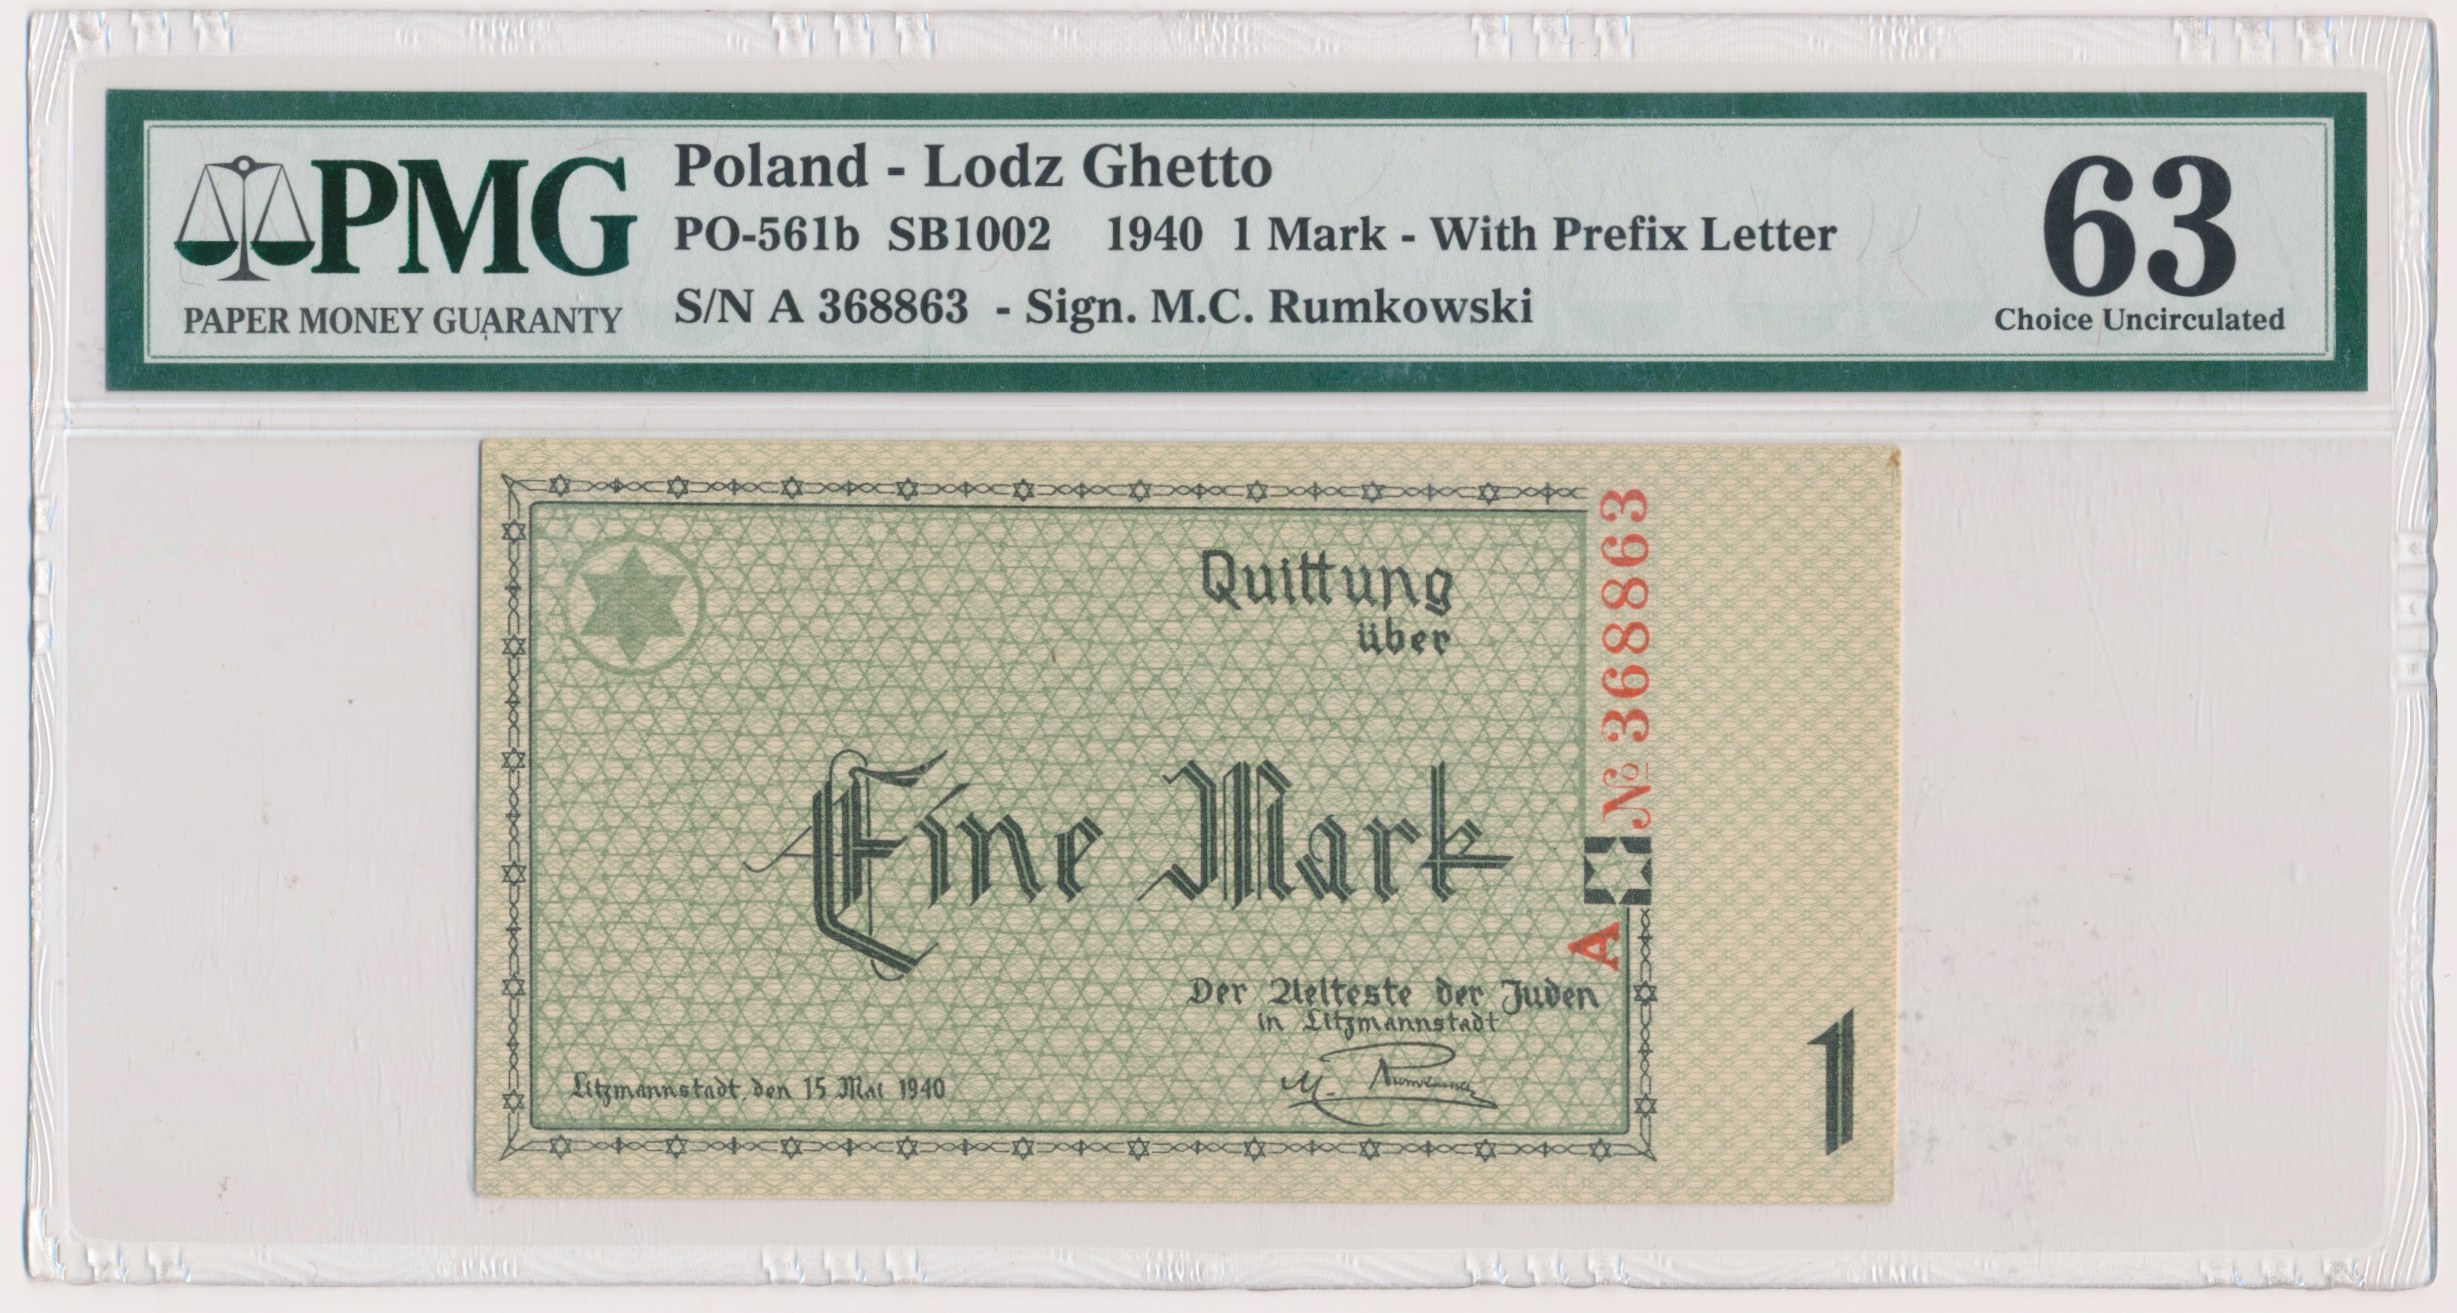 PMG
PAPER MONEY GUARANTY
Poland - Lodz Ghetto
PO-561b SB1002 1940 1 Mark - With Prefix Letter
S/N A 368863 - Sign. M.C. Rumkowski
63
Choice Uncirculated
Quittung
über
Eine Mark
Der Aelteste der Juden
in Litzmannstadt
M. Rumkowski
Litzmannstadt, den 15 Mai 1940
A
№ 368863
1